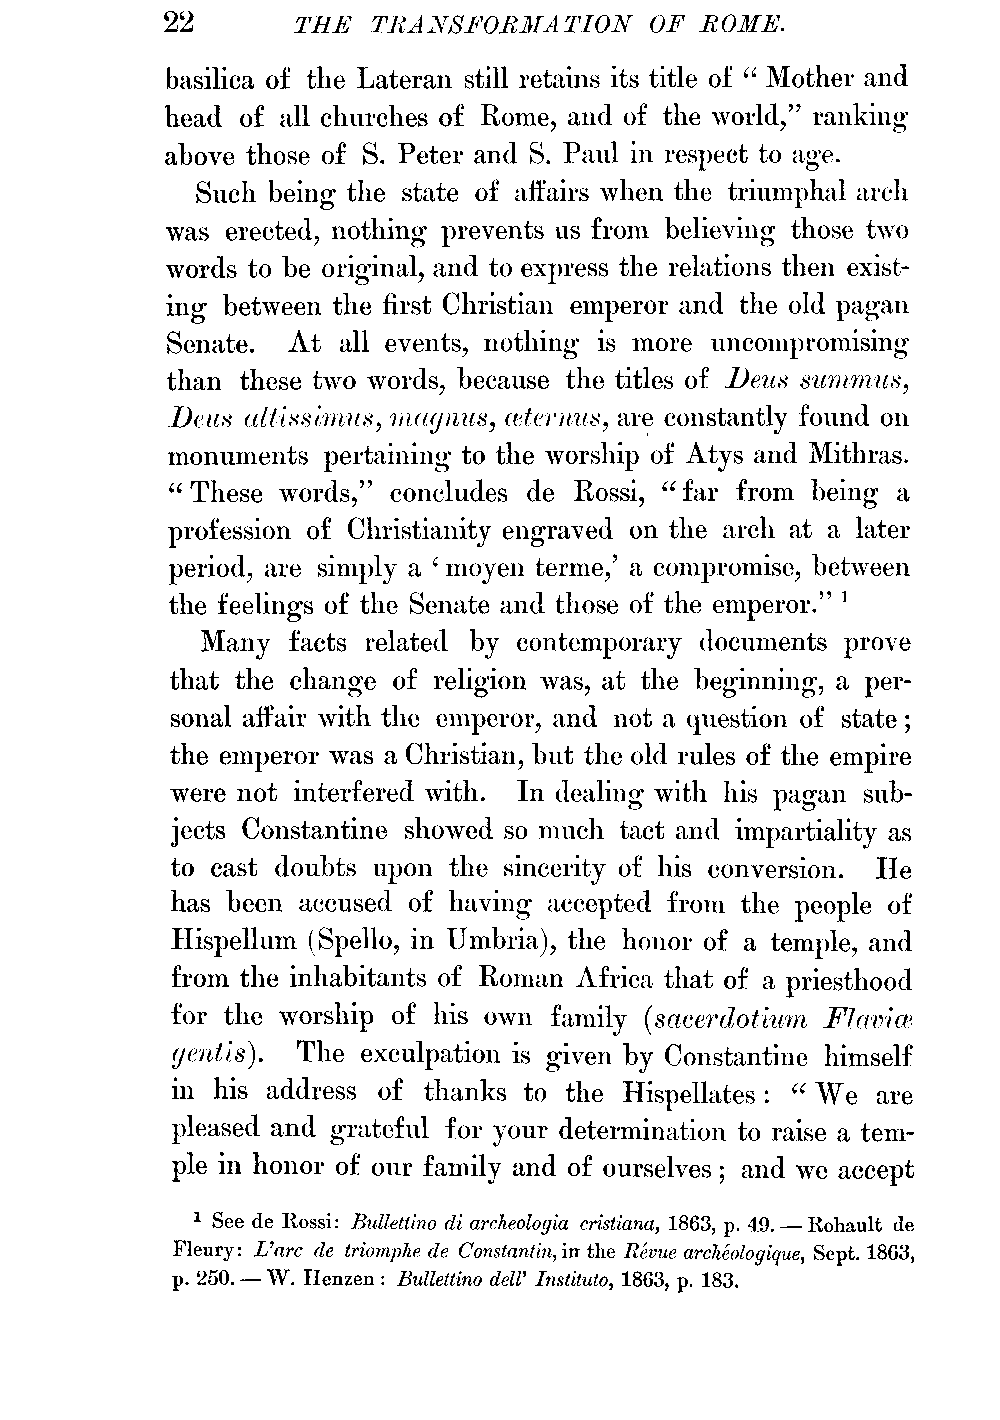 22 THE TRANSFORMATION OF ROME.
basilica of the Lateran still retains its title of “ Mother and
head of all churches of Rome, and of the world,” ranking
above those of S. Peter and S. Paul in respect to age.
Such being the state of affairs when the triumphal arch
was erected, nothing prevents us from believing those two
words to be original, and to express the relations then exist-
ing between the first Christian emperor and the old pagan
Senate. At all events, nothing is more uncompromising
than these two words, because the titles of Deus summus,
Deus altissimus, magnus, æternus, are constantly found on
monuments pertaining to the worship of Atys and Mithras.
“ These words,” concludes de Rossi, “ far from being a
profession of Christianity engraved on the arch at a later
period, are simply a ‘ moyen terme,’ a compromise, between
the feelings of the Senate and those of the emperor.” ¹
Many facts related by contemporary documents prove
that the change of religion was, at the beginning, a per-
sonal affair with the emperor, and not a question of state ;
the emperor was a Christian, but the old rules of the empire
were not interfered with. In dealing with his pagan sub-
jects Constantine showed so much tact and impartiality as
to cast doubts upon the sincerity of his conversion. He
has been accused of having accepted from the people of
Hispellum (Spello, in Umbria), the honor of a temple, and
from the inhabitants of Roman Africa that of a priesthood
for the worship of his own family (sacerdotium Flaviæ
gentis). The exculpation is given by Constantine himself
in his address of thanks to the Hispellates : “ We are
pleased and grateful for your determination to raise a tem-
ple in honor of our family and of ourselves ; and we accept
¹ See de Rossi: Bullettino di archeologia cristiana, 1863, p. 49. — Rohault de
Fleury: L’arc de triomphe de Constantin, in the Révue archéologique, Sept. 1863,
p. 250. — W. Henzen : Bullettino dell’ Instituto, 1863, p. 183.